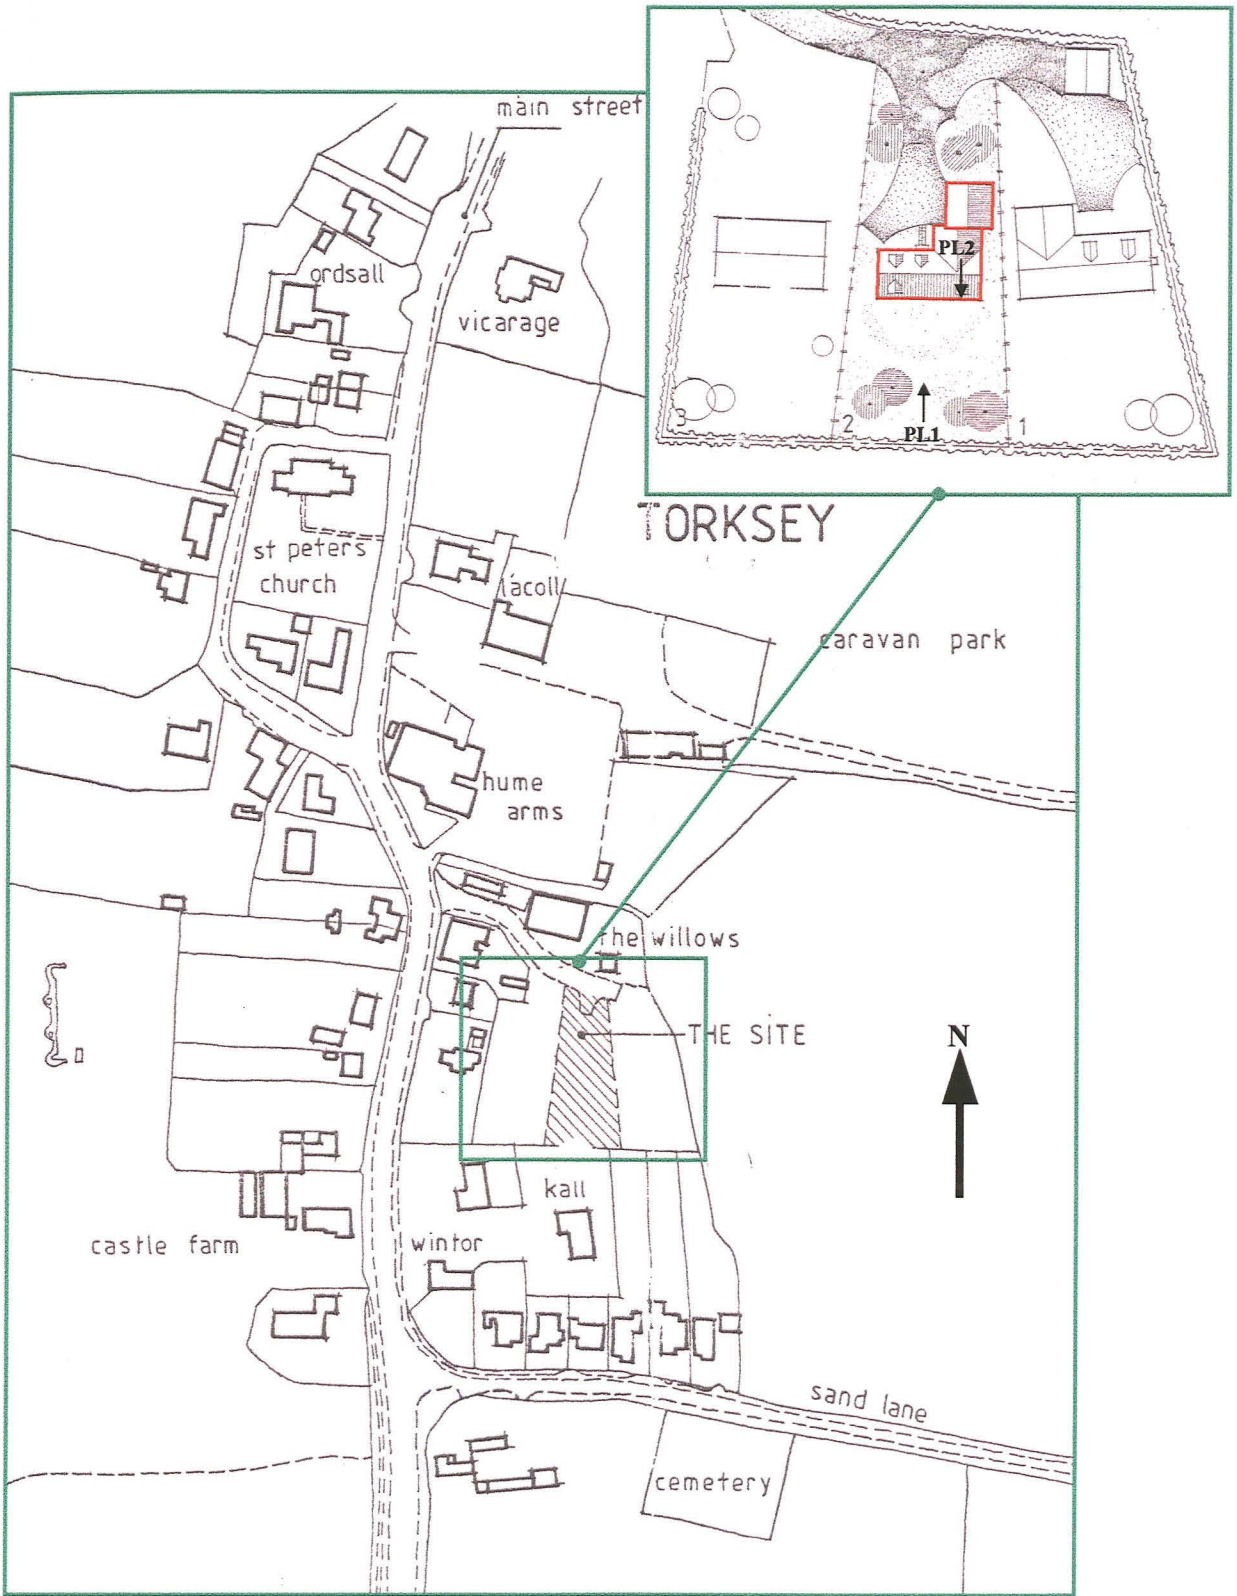 main street
PL2
ordsall
vicarage
3
2
1
PL1
TORKSEY
st peters
church
lacoll
caravan park
hume
arms
the willows
THE SITE
N
kall
castle farm
wintor
sand lane
cemetery